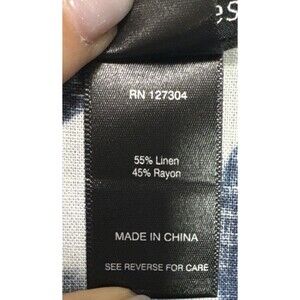 RN 127304
55% Linen
45% Rayon
MADE IN CHINA
SEE REVERSE FOR CARE